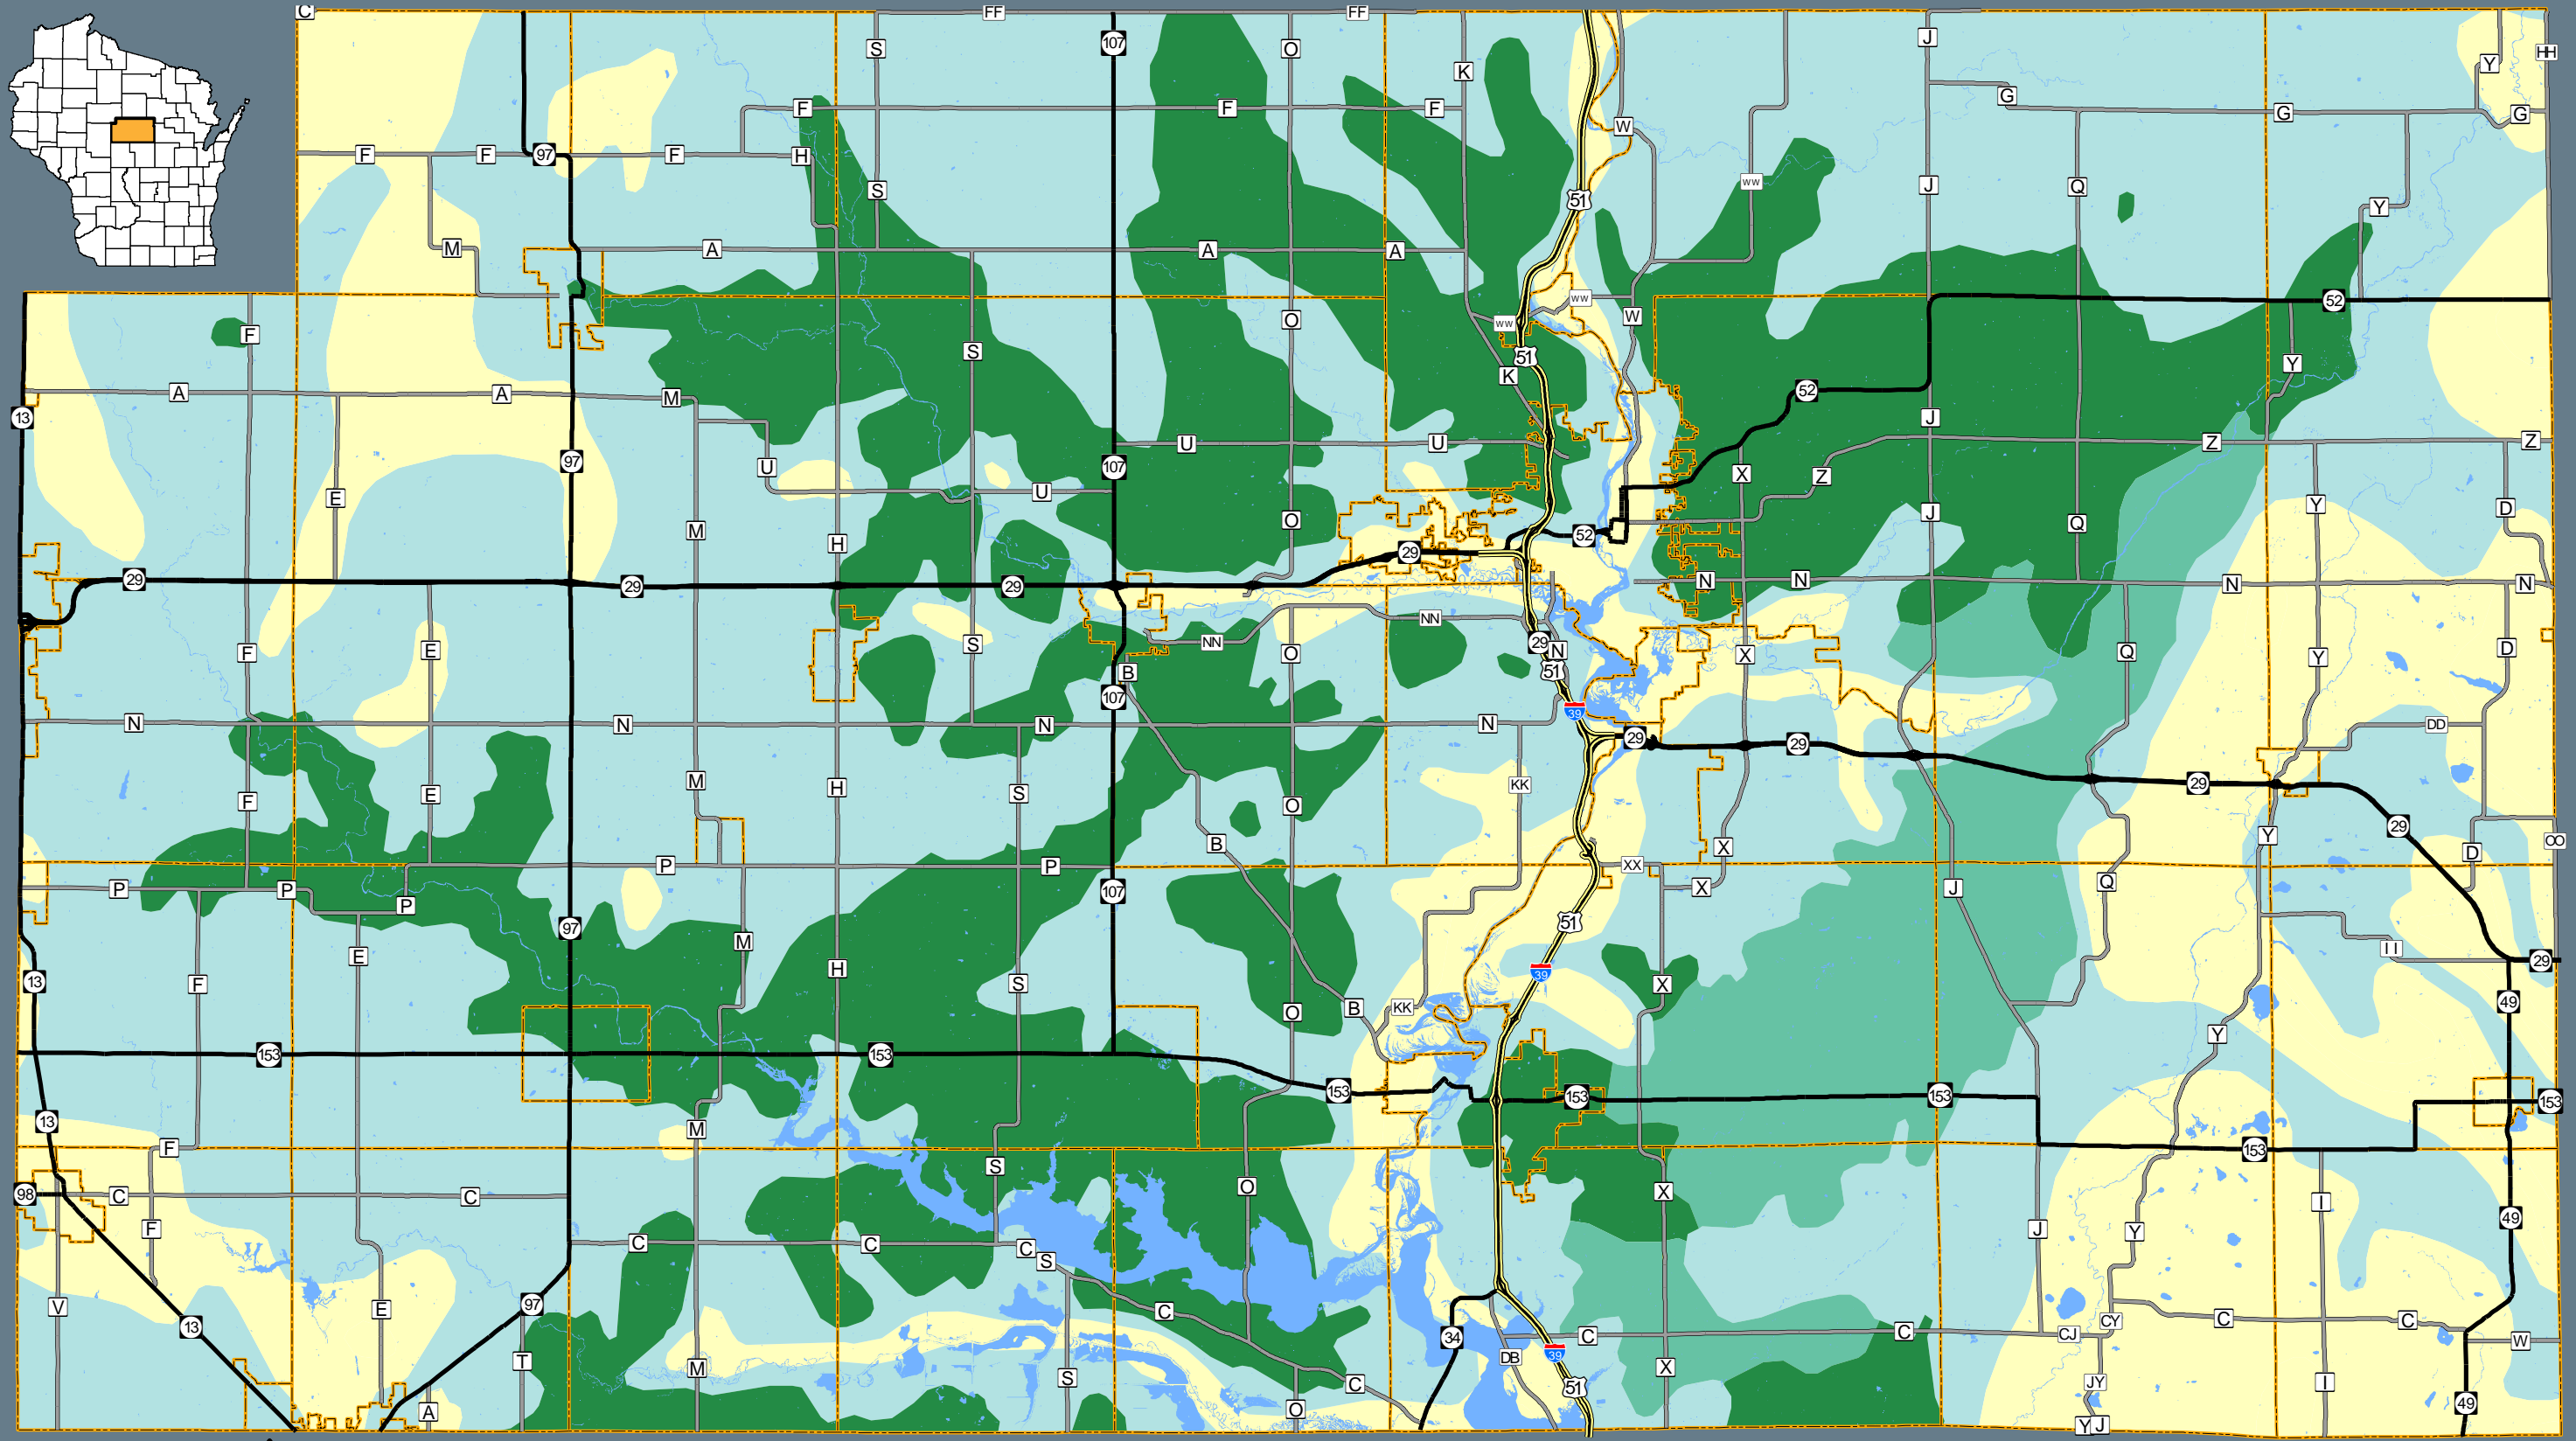 C FF FF
107
S O J
HH
K Y
G G G
F F F
W
F F 97 F H
WW
J Q
S
51
Y
M A A A
WW
52
O W
WW
F S
51 Y
K
A A M 52
13
J
U U Z Z
97 U 107 X Z
E U
Y D
M O J Q
H 52
29
29 29 29 N N N N
NN
S NN 29 N
F E O X Q Y D
B 51
107
39
N N N N DD
29 29
M H KK 29
F E S O
29
B X Y OO
P P XX D
P P X J Q
P 107
97 51
M
E H 39 II 29
F S X
13
B KK 49
O
Y
153 153
153 153 153 153
13 M
F 153
S
98 C C O X I
F 49
C C C J Y
S
V E 97 C C C
13 CY
34 C C CJ W
T M DB 39
S C 51 X JY I
A O 49
Y J